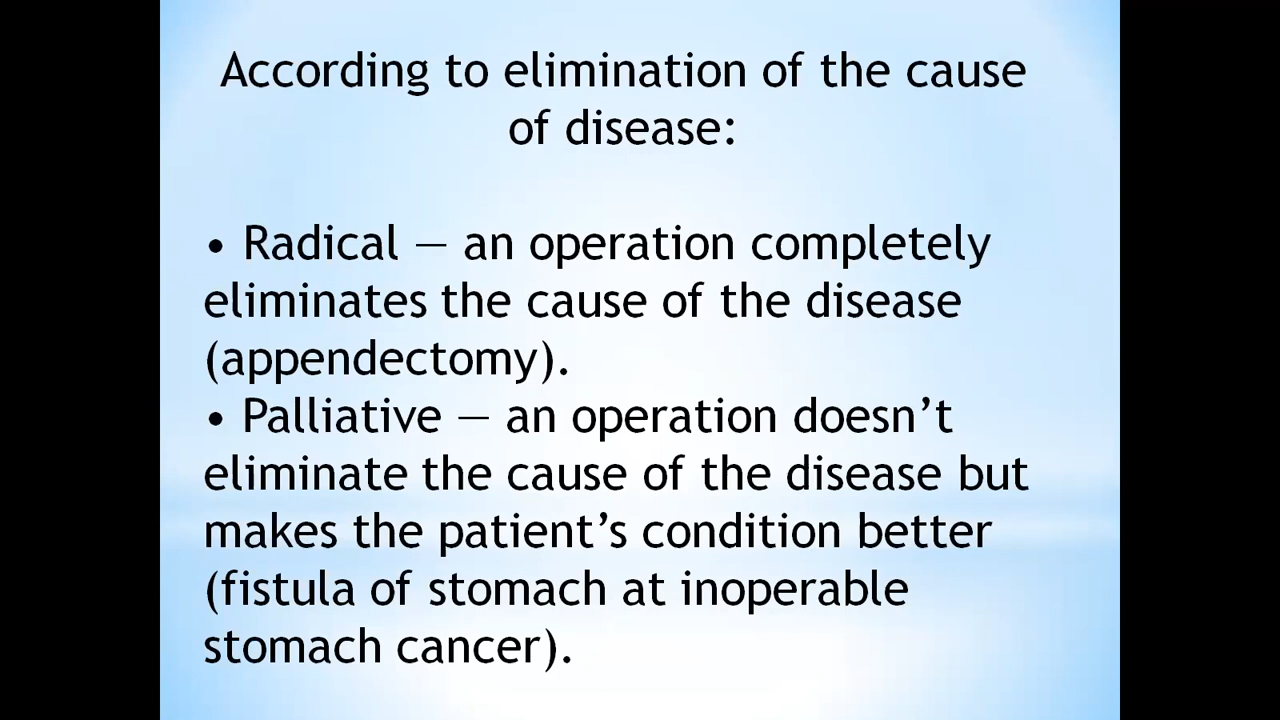 According to elimination of the cause
of disease:
• Radical — an operation completely
eliminates the cause of the disease
(appendectomy).
• Palliative — an operation doesn’t
eliminate the cause of the disease but
makes the patient’s condition better
(fistula of stomach at inoperable
stomach cancer).